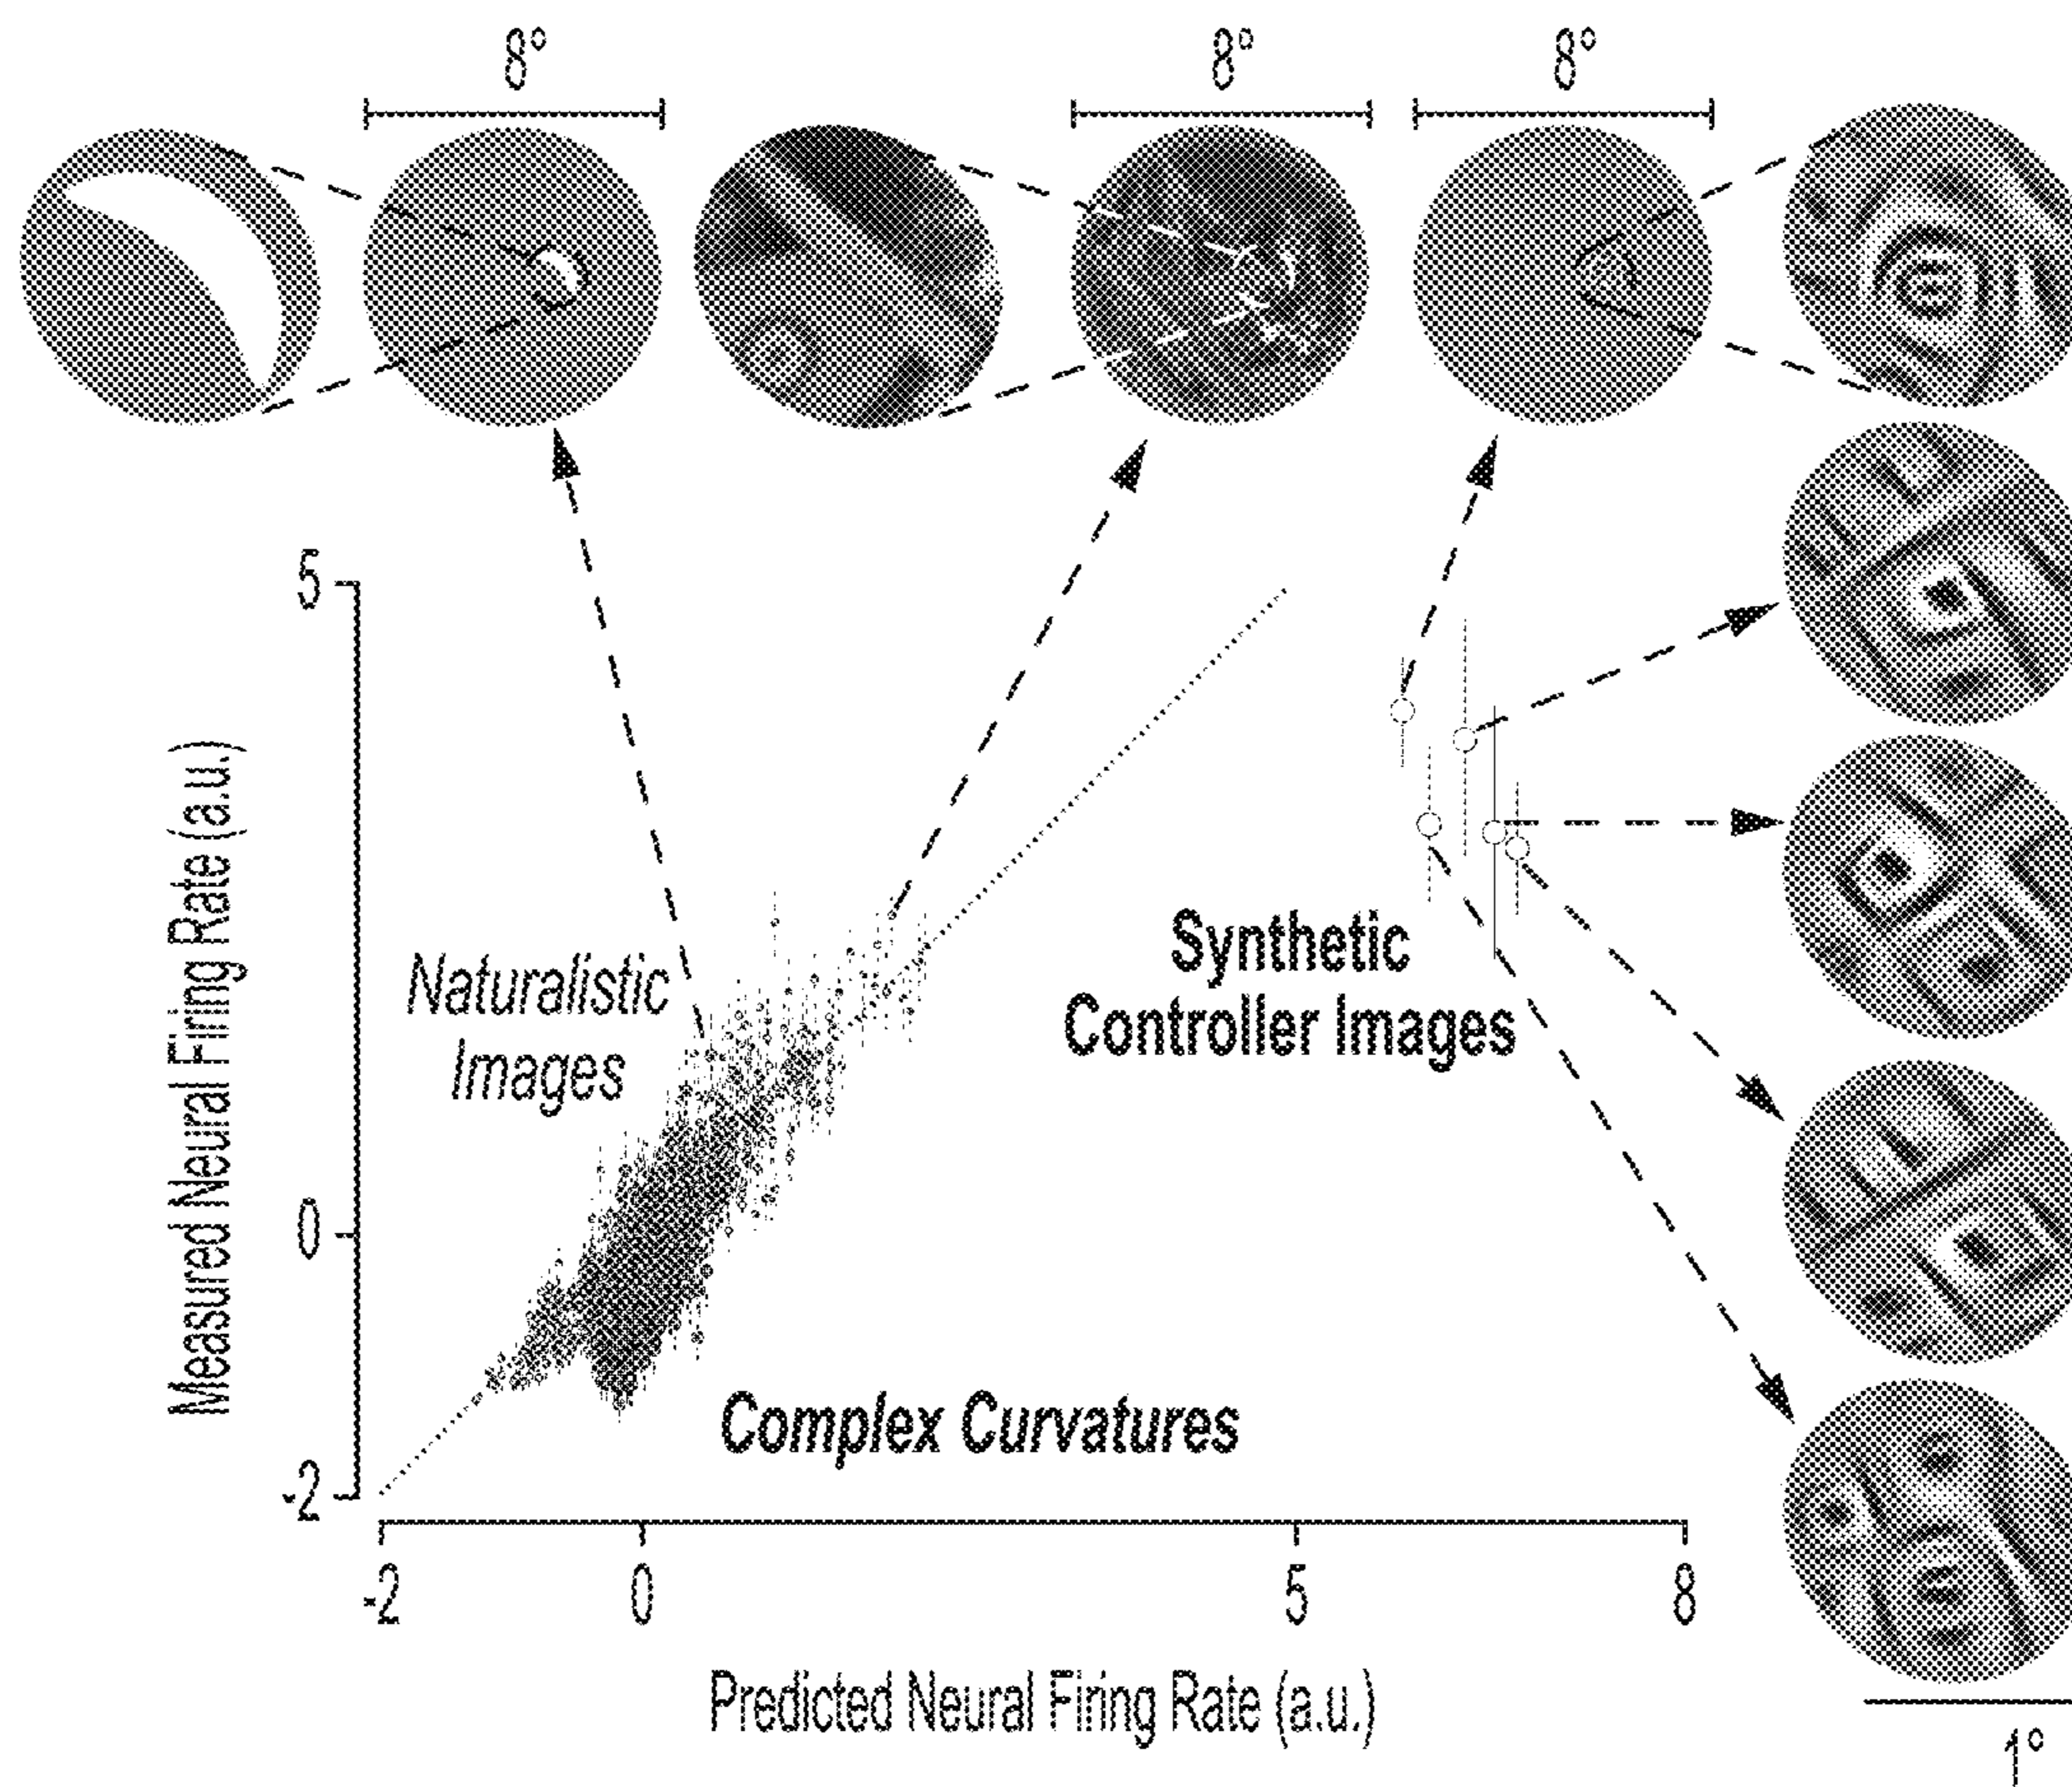 8°
8°
8°
5
0
-2
Measured Neural Firing Rate (a.u.)
Naturalistic
Images
Synthetic
Controller Images
Complex Curvatures
-2
0
5
8
Predicted Neural Firing Rate (a.u.)
1°